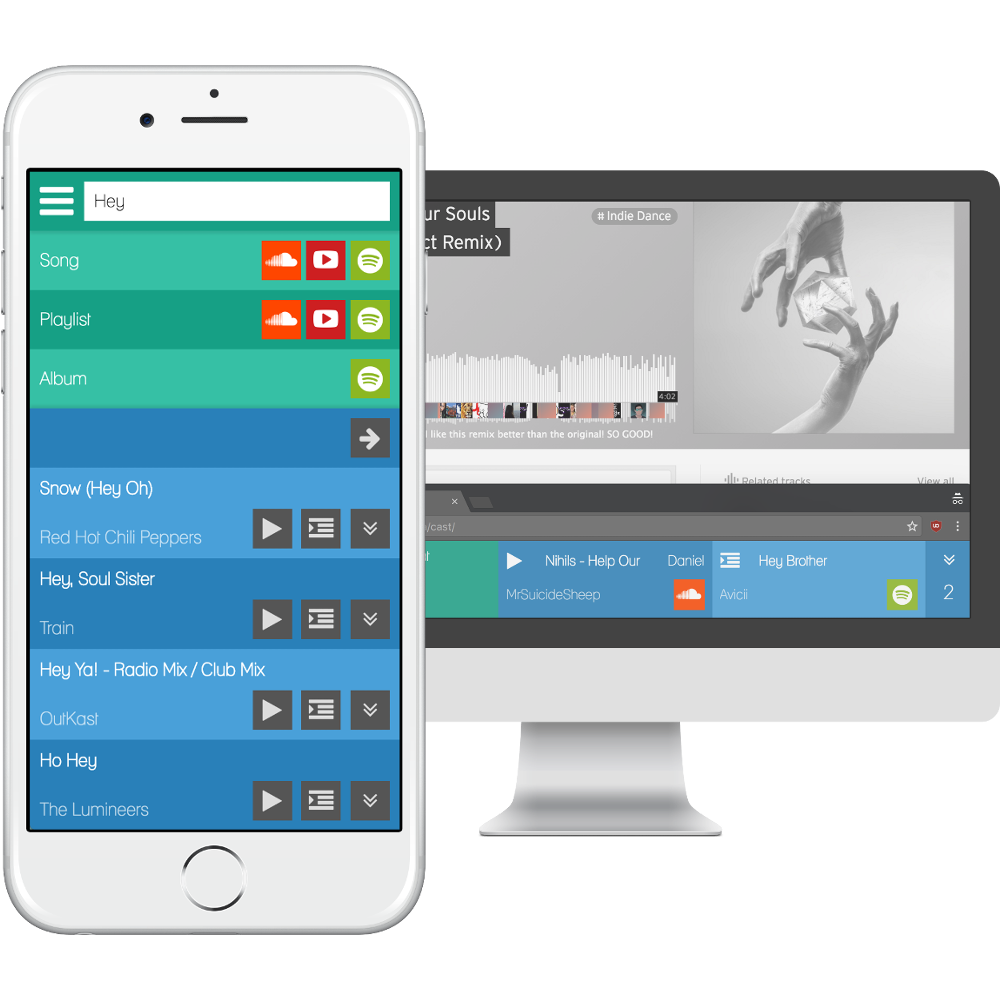 Hey
Song
Playlist
Album
Snow (Hey Oh)
Red Hot Chili Peppers
Hey, Soul Sister
Train
Hey Ya! - Radio Mix / Club Mix
OutKast
Ho Hey
The Lumineers
ur Souls
# Indie Dance
ct Remix)
4:02
I like this remix better than the original! SO GOOD!
Related tracks
View all
/cast/
Nihils - Help Our Daniel
MrSuicideSheep
Hey Brother
Avicii
2